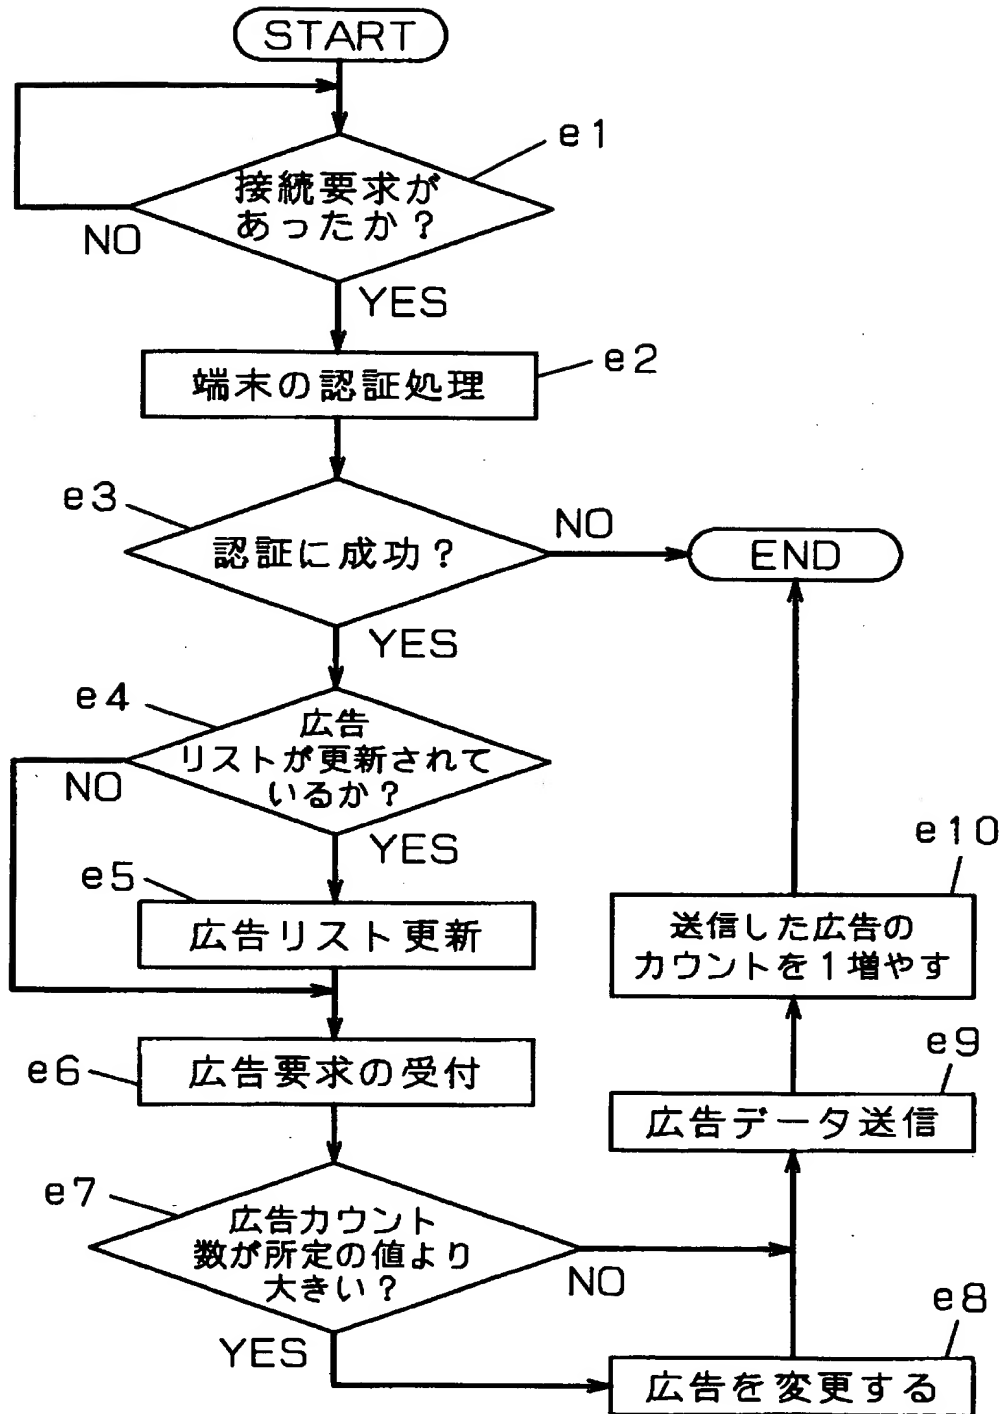 START
e1
接続要求が
あったか？
NO
YES
e2
端末の認証処理
e3
認証に成功？
NO
END
YES
e4
広告
リストが更新されて
いるか？
NO
YES
e5
広告リスト更新
e6
広告要求の受付
e7
広告カウント
数が所定の値より
大きい？
NO
YES
e8
広告を変更する
e9
広告データ送信
e10
送信した広告の
カウントを1増やす